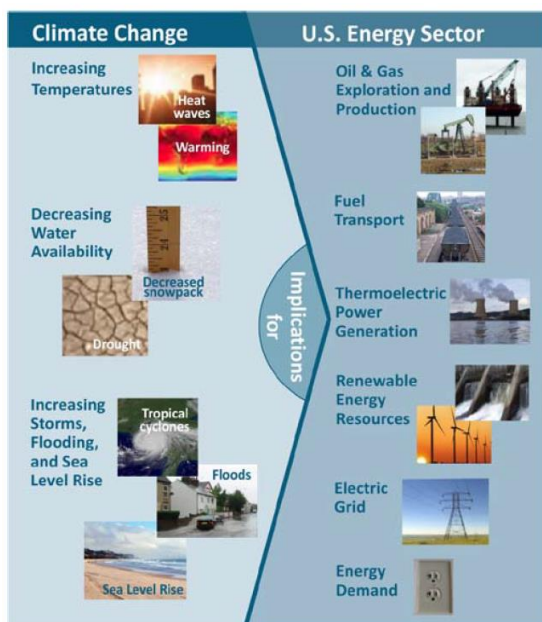 Climate Change
Increasing
Temperatures
Heat
waves
Warming
Decreasing
Water
Availability
25
24
Decreased
snowpack
Drought
Increasing
Storms,
Flooding,
and Sea
Level Rise
Tropical
cyclones
Floods
Sea Level Rise
Implications
for
U.S. Energy Sector
Oil & Gas
Exploration and
Production
Fuel
Transport
Thermoelectric
Power
Generation
Renewable
Energy
Resources
Electric
Grid
Energy
Demand